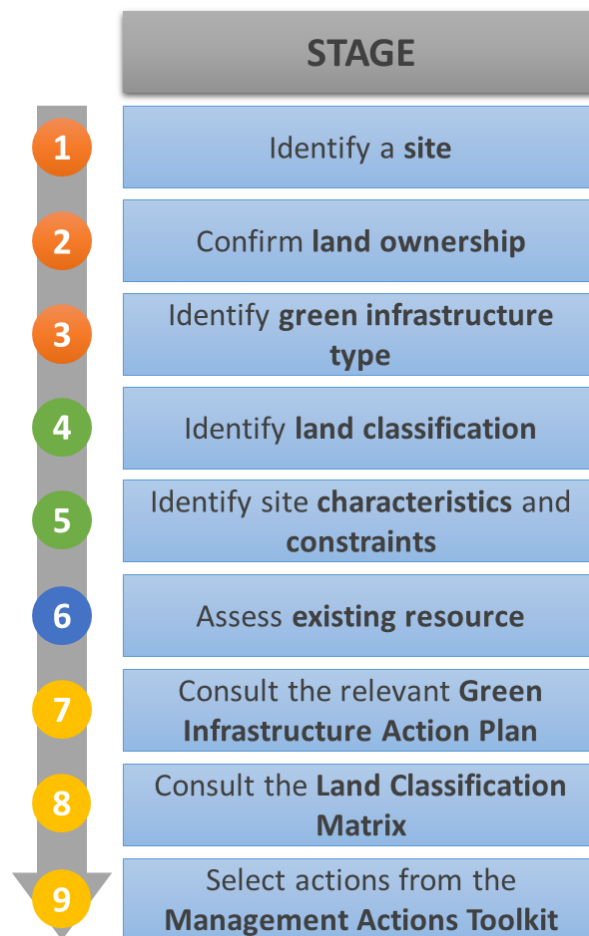 STAGE
1
Identify a site
2
Confirm land ownership
3
Identify green infrastructure
type
4
Identify land classification
5
Identify site characteristics and
constraints
6
Assess existing resource
7
Consult the relevant Green
Infrastructure Action Plan
8
Consult the Land Classification
Matrix
9
Select actions from the
Management Actions Toolkit